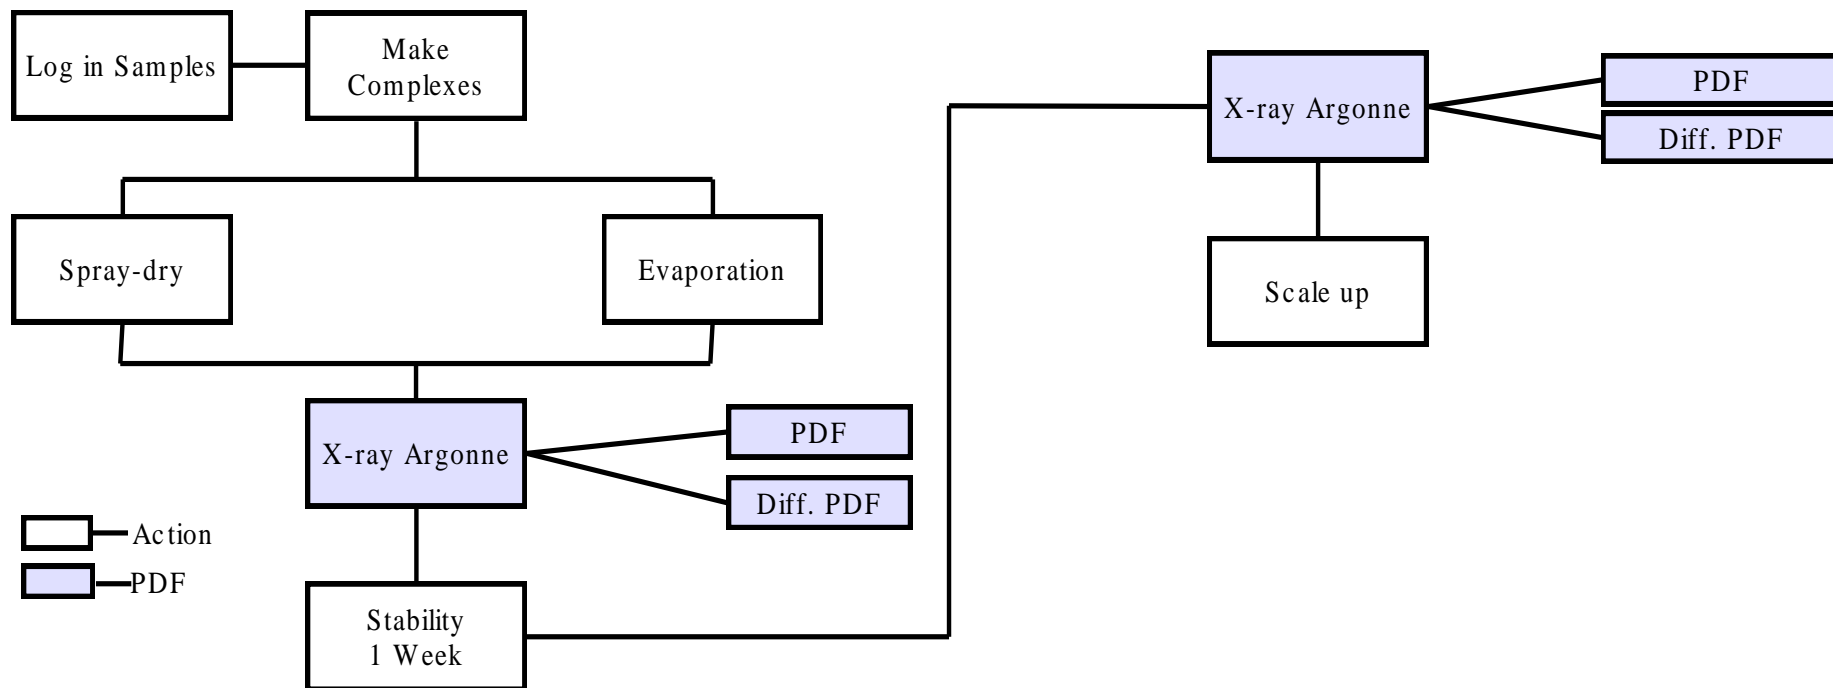 Log in Samples
Make
Complexes
Spray-dry
Evaporation
X-ray Argonne
PDF
Diff. PDF
Action
PDF
Stability
1 Week
X-ray Argonne
PDF
Diff. PDF
Scale up